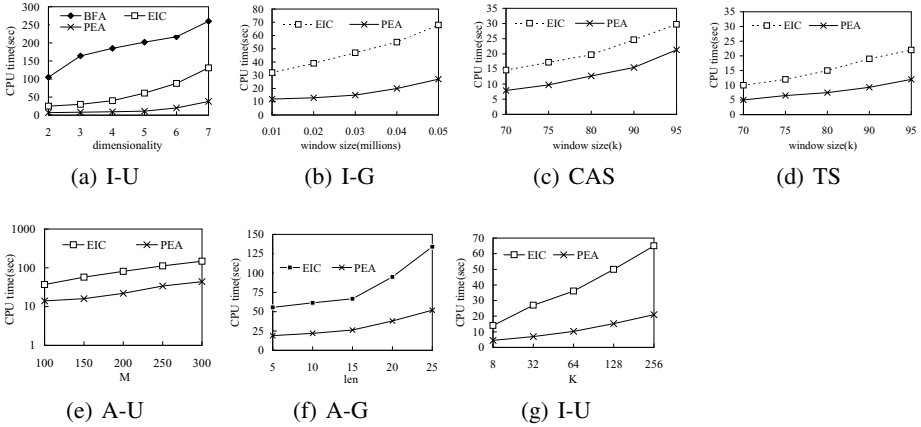 300
250
200
150
100
50
0
CPU time(sec)
BFA
EIC
PEA
2 3 4 5 6 7
dimensionality
(a) I-U
80
70
60
50
40
30
20
10
0
CPU time(sec)
EIC
PEA
0.01 0.02 0.03 0.04 0.05
window size(millions)
(b) I-G
35
30
25
20
15
10
5
0
CPU time(sec)
EIC
PEA
70 75 80 90 95
window size(k)
(c) CAS
35
30
25
20
15
10
5
0
CPU time(sec)
EIC
PEA
70 75 80 90 95
window size(k)
(d) TS
1000
100
10
1
CPU time(sec)
EIC
PEA
100 150 200 250 300
M
(e) A-U
150
125
100
75
50
25
0
CPU time(sec)
EIC
PEA
5 10 15 20 25
len
(f) A-G
70
60
50
40
30
20
10
0
CPU time(sec)
EIC
PEA
8 32 64 128 256
K
(g) I-U